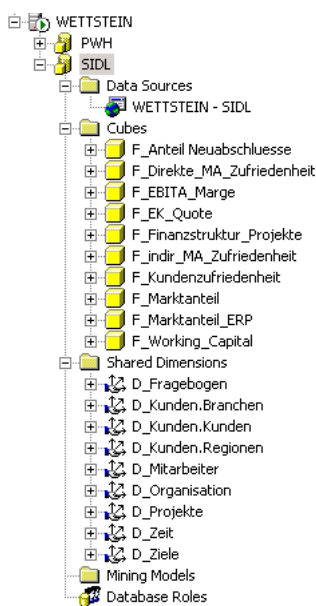 WETTSTEIN
PWH
SIDL
Data Sources
WETTSTEIN - SIDL
Cubes
F_Anteil Neuabschluesse
F_Direkte_MA_Zufriedenheit
F_EBITA_Marge
F_EK_Quote
F_Finanzstruktur_Projekte
F_indir_MA_Zufriedenheit
F_Kundenzufriedenheit
F_Marktanteil
F_Marktanteil_ERP
F_Working_Capital
Shared Dimensions
D_Fragebogen
D_Kunden.Branchen
D_Kunden.Kunden
D_Kunden.Regionen
D_Mitarbeiter
D_Organisation
D_Projekte
D_Zeit
D_Ziele
Mining Models
Database Roles